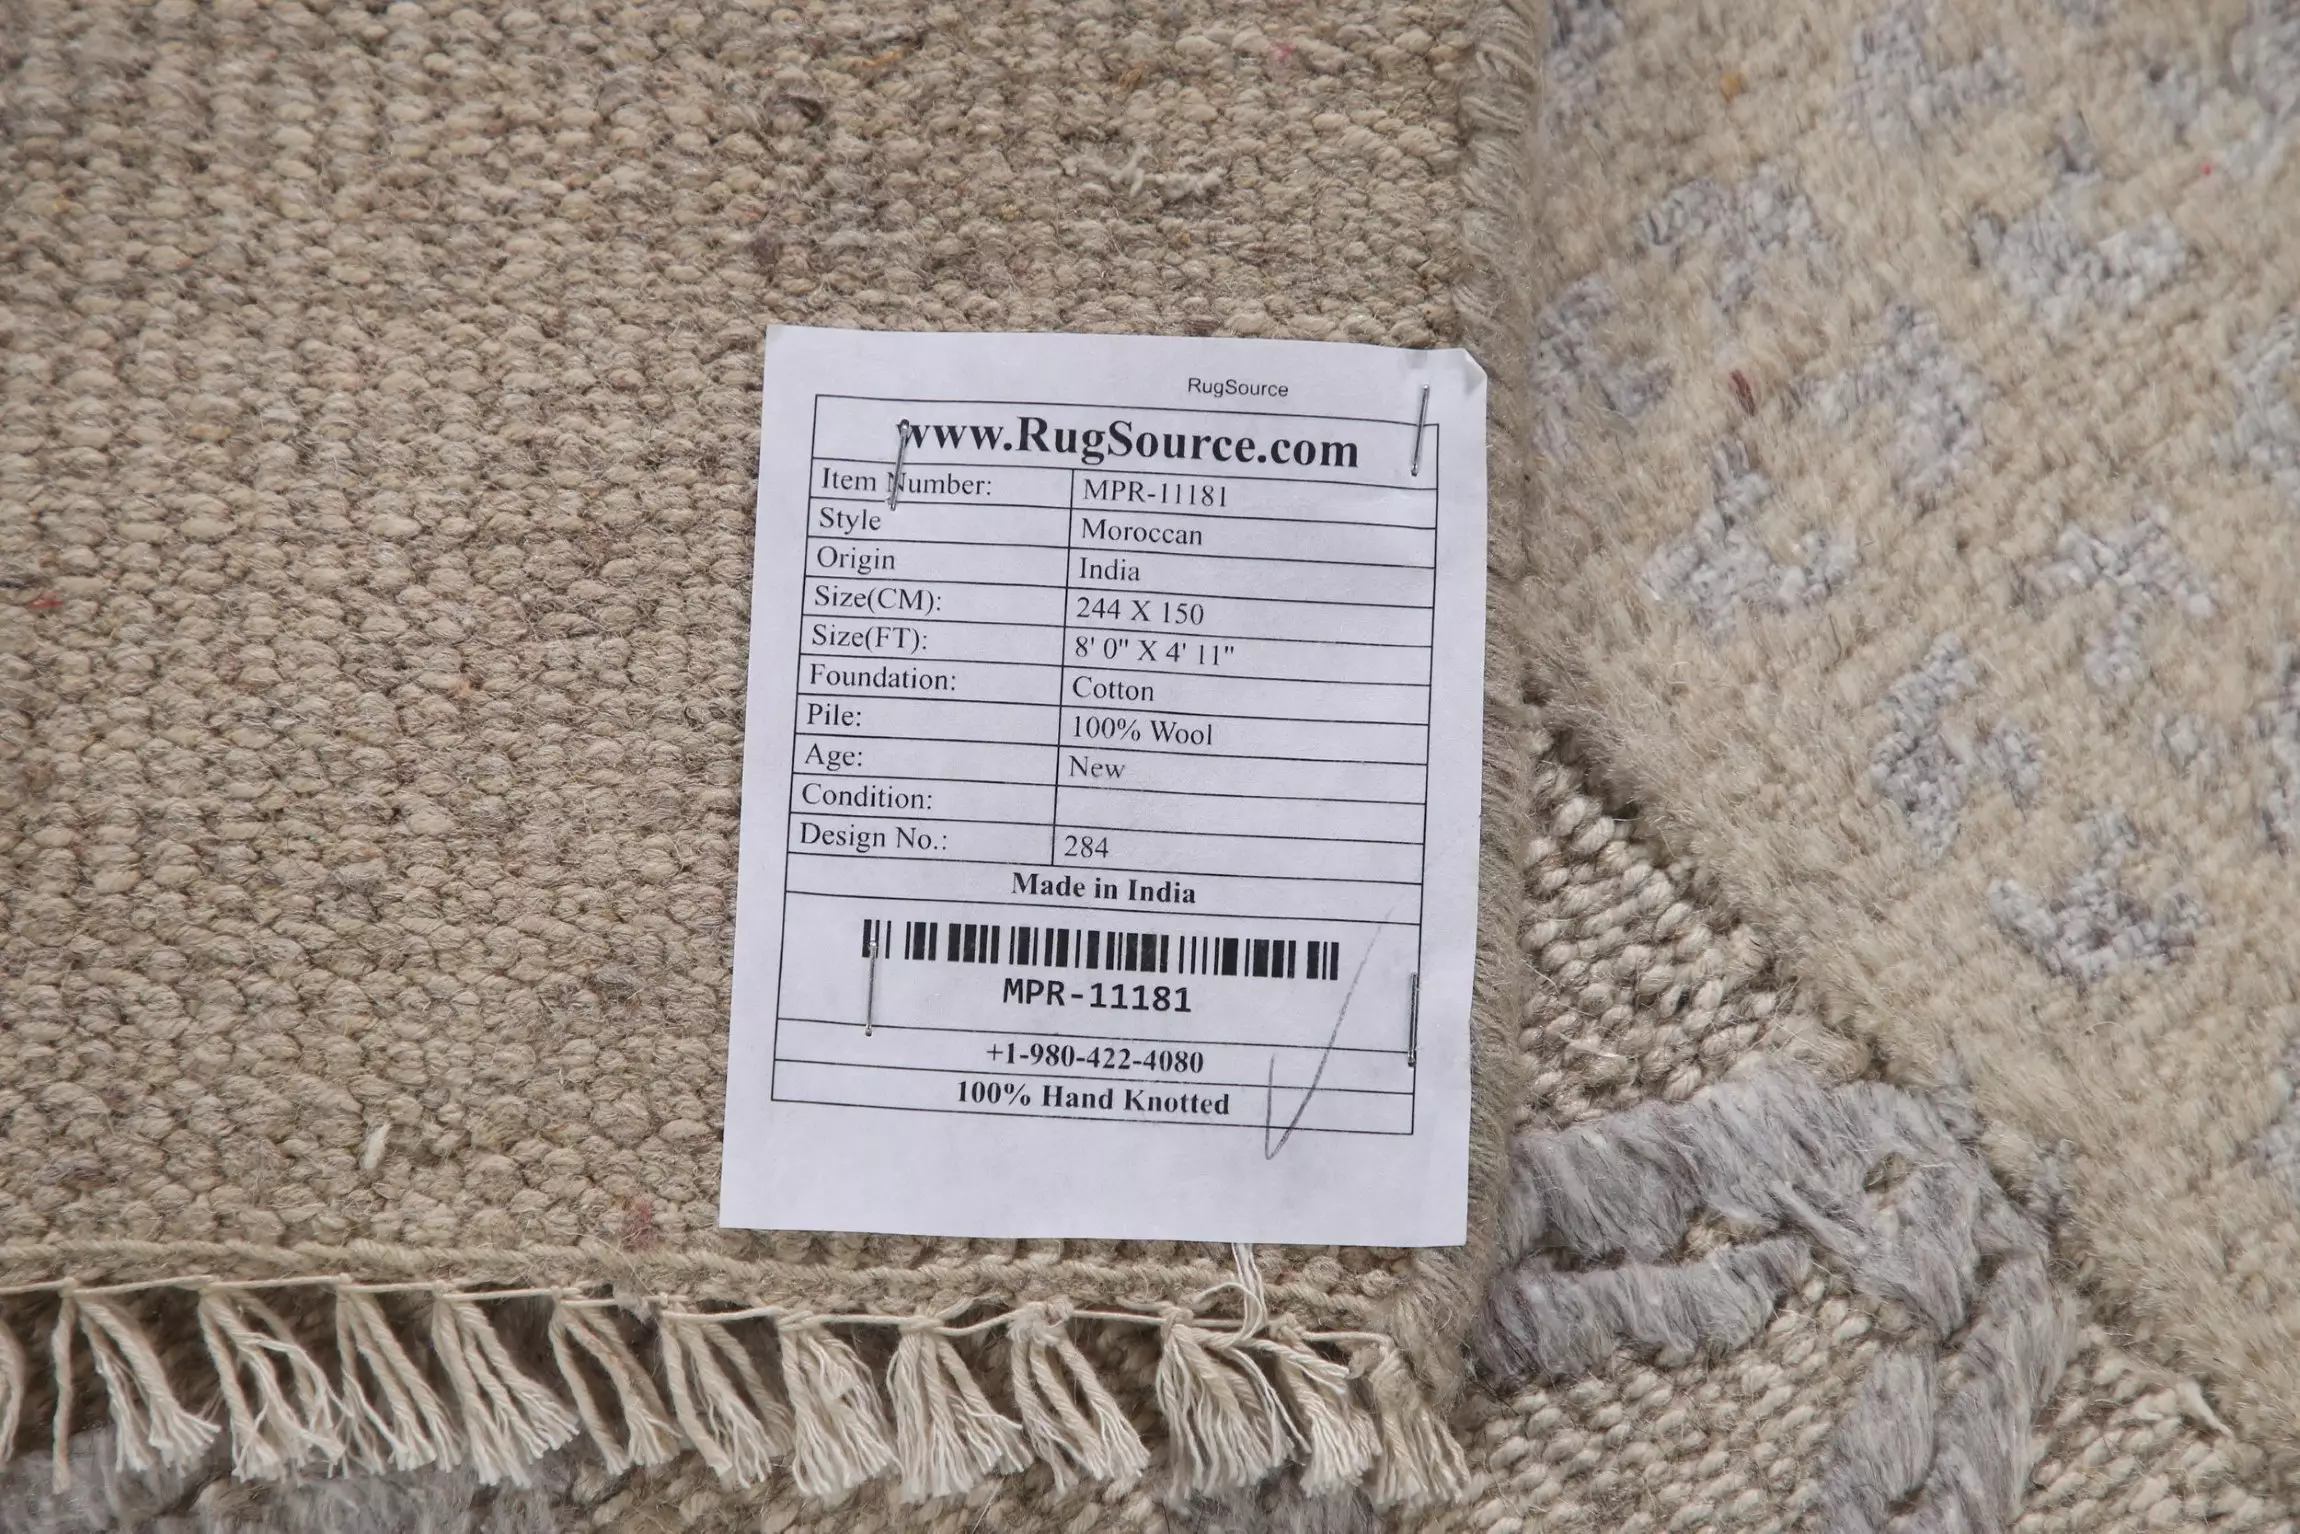 RugSource
www.RugSource.com
Item Number: MPR-11181
Style Moroccan
Origin India
Size(CM): 244 X 150
Size(FT): 8' 0" X 4' 11"
Foundation: Cotton
Pile: 100% Wool
Age: New
Condition:
Design No.: 284
Made in India
MPR-11181
+1-980-422-4080
100% Hand Knotted